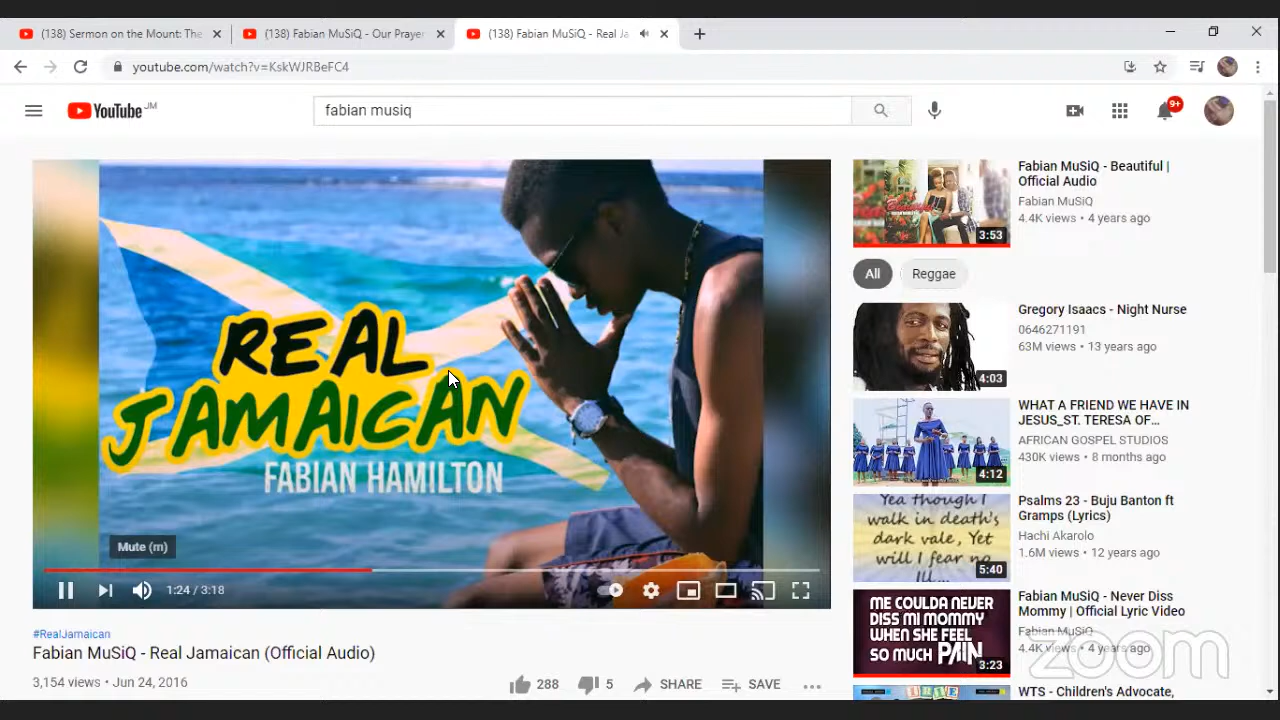 (138) Sermon on the Mount: The
(138) Fabian MuSiQ - Our Prayer
(138) Fabian MuSiQ - Real Ja
youtube.com/watch?v=KskWJRBeFC4
YouTube JM
fabian musiq
9+
REAL
JAMAICAN
FABIAN HAMILTON
Mute (m)
1:24 / 3:18
#RealJamaican
Fabian MuSiQ - Real Jamaican (Official Audio)
3,154 views • Jun 24, 2016
288
5
SHARE
SAVE
3:53
Fabian MuSiQ - Beautiful |
Official Audio
Fabian MuSiQ
4.4K views • 4 years ago
All
Reggae
4:03
Gregory Isaacs - Night Nurse
0646271191
63M views • 13 years ago
4:12
WHAT A FRIEND WE HAVE IN
JESUS_ST. TERESA OF...
AFRICAN GOSPEL STUDIOS
430K views • 8 months ago
Yea though I
walk in death's
dark vale, Yet
will I fear no
Ill...
5:40
Psalms 23 - Buju Banton ft
Gramps (Lyrics)
Hachi Akarolo
1.6M views • 12 years ago
ME COULDA NEVER
DISS MI MOMMY
WHEN SHE FEEL
SO MUCH PAIN
3:23
Fabian MuSiQ - Never Diss
Mommy | Official Lyric Video
Fabian MuSiQ
4.4K views • 4 years ago
zoom
WTS - Children's Advocate,